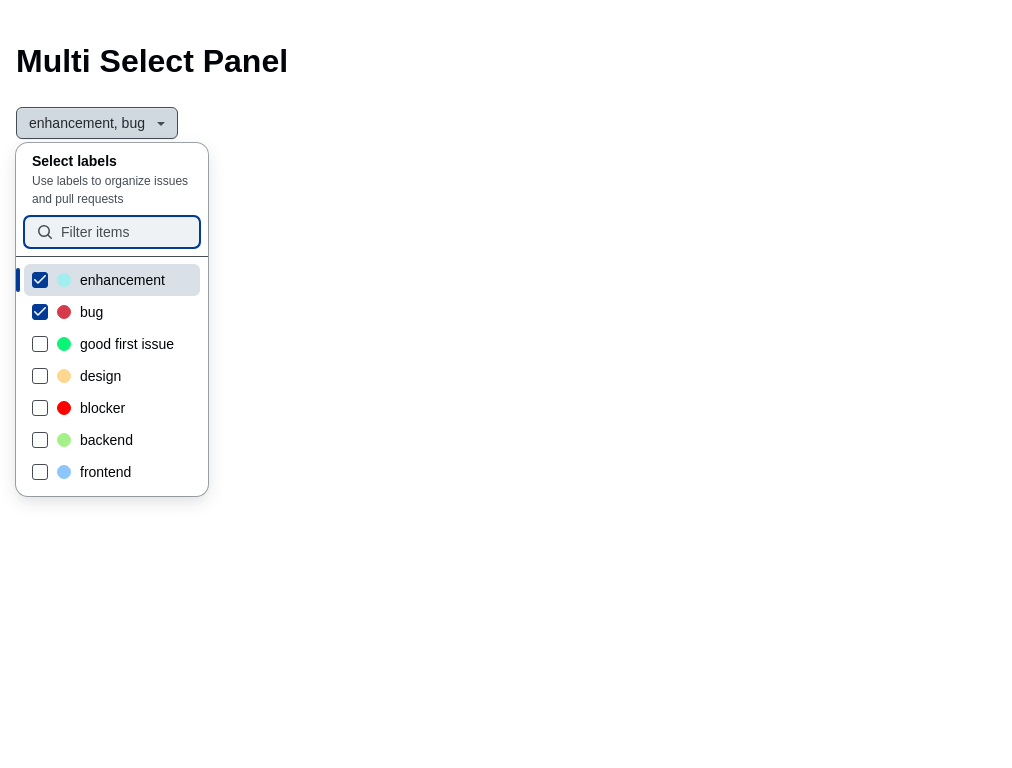 Multi Select Panel
enhancement, bug
Select labels
Use labels to organize issues
and pull requests
Filter items
enhancement
bug
good first issue
design
blocker
backend
frontend